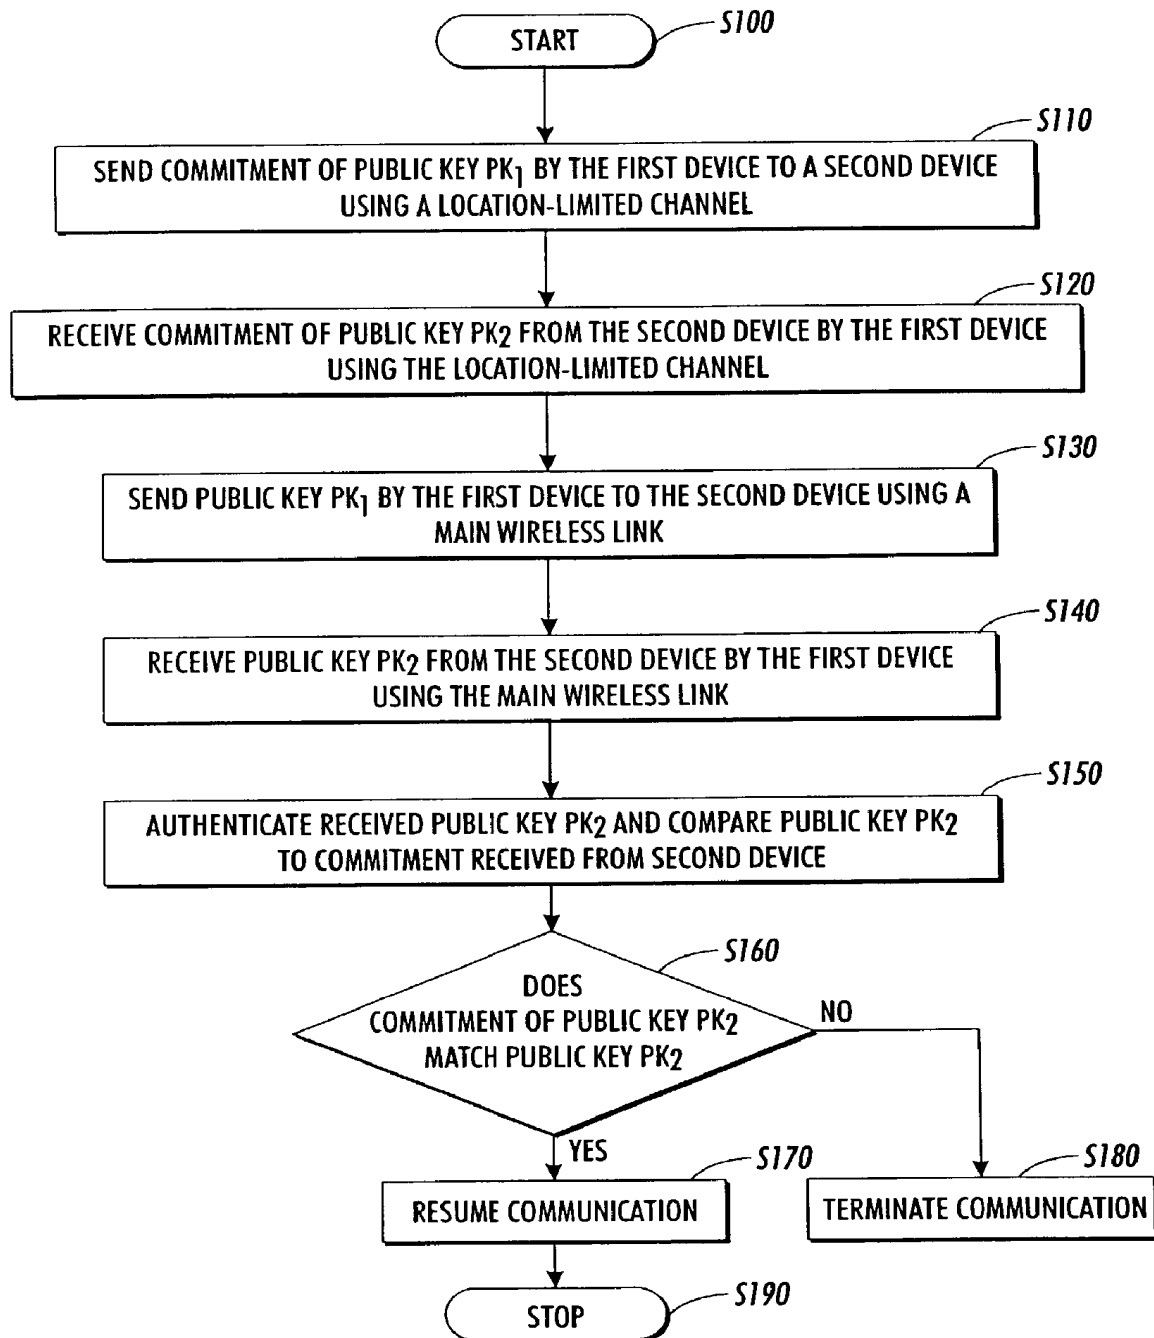 START
S100
S110
SEND COMMITMENT OF PUBLIC KEY PK1 BY THE FIRST DEVICE TO A SECOND DEVICE
USING A LOCATION-LIMITED CHANNEL
S120
RECEIVE COMMITMENT OF PUBLIC KEY PK2 FROM THE SECOND DEVICE BY THE FIRST DEVICE
USING THE LOCATION-LIMITED CHANNEL
S130
SEND PUBLIC KEY PK1 BY THE FIRST DEVICE TO THE SECOND DEVICE USING A
MAIN WIRELESS LINK
S140
RECEIVE PUBLIC KEY PK2 FROM THE SECOND DEVICE BY THE FIRST DEVICE
USING THE MAIN WIRELESS LINK
S150
AUTHENTICATE RECEIVED PUBLIC KEY PK2 AND COMPARE PUBLIC KEY PK2
TO COMMITMENT RECEIVED FROM SECOND DEVICE
S160
DOES
COMMITMENT OF PUBLIC KEY PK2
MATCH PUBLIC KEY PK2
NO
YES
S170
RESUME COMMUNICATION
S180
TERMINATE COMMUNICATION
S190
STOP